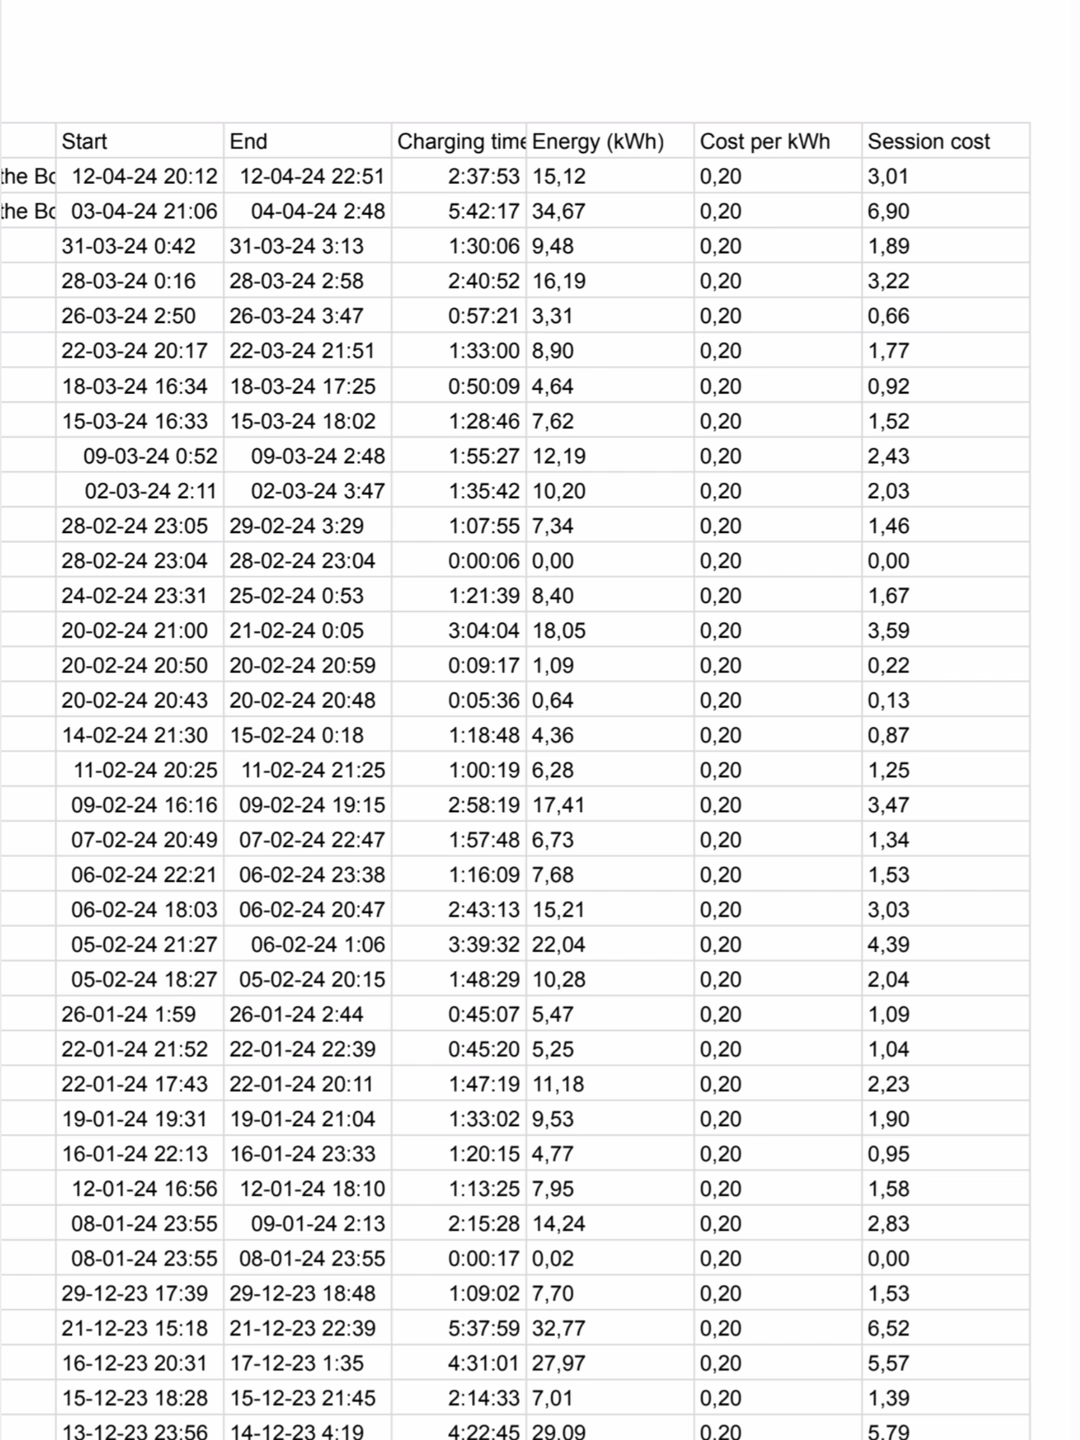 Start End Charging time Energy (kWh) Cost per kWh Session cost
the Bo 12-04-24 20:12 12-04-24 22:51 2:37:53 15,12 0,20 3,01
the Bo 03-04-24 21:06 04-04-24 2:48 5:42:17 34,67 0,20 6,90
31-03-24 0:42 31-03-24 3:13 1:30:06 9,48 0,20 1,89
28-03-24 0:16 28-03-24 2:58 2:40:52 16,19 0,20 3,22
26-03-24 2:50 26-03-24 3:47 0:57:21 3,31 0,20 0,66
22-03-24 20:17 22-03-24 21:51 1:33:00 8,90 0,20 1,77
18-03-24 16:34 18-03-24 17:25 0:50:09 4,64 0,20 0,92
15-03-24 16:33 15-03-24 18:02 1:28:46 7,62 0,20 1,52
09-03-24 0:52 09-03-24 2:48 1:55:27 12,19 0,20 2,43
02-03-24 2:11 02-03-24 3:47 1:35:42 10,20 0,20 2,03
28-02-24 23:05 29-02-24 3:29 1:07:55 7,34 0,20 1,46
28-02-24 23:04 28-02-24 23:04 0:00:06 0,00 0,20 0,00
24-02-24 23:31 25-02-24 0:53 1:21:39 8,40 0,20 1,67
20-02-24 21:00 21-02-24 0:05 3:04:04 18,05 0,20 3,59
20-02-24 20:50 20-02-24 20:59 0:09:17 1,09 0,20 0,22
20-02-24 20:43 20-02-24 20:48 0:05:36 0,64 0,20 0,13
14-02-24 21:30 15-02-24 0:18 1:18:48 4,36 0,20 0,87
11-02-24 20:25 11-02-24 21:25 1:00:19 6,28 0,20 1,25
09-02-24 16:16 09-02-24 19:15 2:58:19 17,41 0,20 3,47
07-02-24 20:49 07-02-24 22:47 1:57:48 6,73 0,20 1,34
06-02-24 22:21 06-02-24 23:38 1:16:09 7,68 0,20 1,53
06-02-24 18:03 06-02-24 20:47 2:43:13 15,21 0,20 3,03
05-02-24 21:27 06-02-24 1:06 3:39:32 22,04 0,20 4,39
05-02-24 18:27 05-02-24 20:15 1:48:29 10,28 0,20 2,04
26-01-24 1:59 26-01-24 2:44 0:45:07 5,47 0,20 1,09
22-01-24 21:52 22-01-24 22:39 0:45:20 5,25 0,20 1,04
22-01-24 17:43 22-01-24 20:11 1:47:19 11,18 0,20 2,23
19-01-24 19:31 19-01-24 21:04 1:33:02 9,53 0,20 1,90
16-01-24 22:13 16-01-24 23:33 1:20:15 4,77 0,20 0,95
12-01-24 16:56 12-01-24 18:10 1:13:25 7,95 0,20 1,58
08-01-24 23:55 09-01-24 2:13 2:15:28 14,24 0,20 2,83
08-01-24 23:55 08-01-24 23:55 0:00:17 0,02 0,20 0,00
29-12-23 17:39 29-12-23 18:48 1:09:02 7,70 0,20 1,53
21-12-23 15:18 21-12-23 22:39 5:37:59 32,77 0,20 6,52
16-12-23 20:31 17-12-23 1:35 4:31:01 27,97 0,20 5,57
15-12-23 18:28 15-12-23 21:45 2:14:33 7,01 0,20 1,39
13-12-23 23:56 14-12-23 4:19 4:22:45 29,09 0,20 5,79